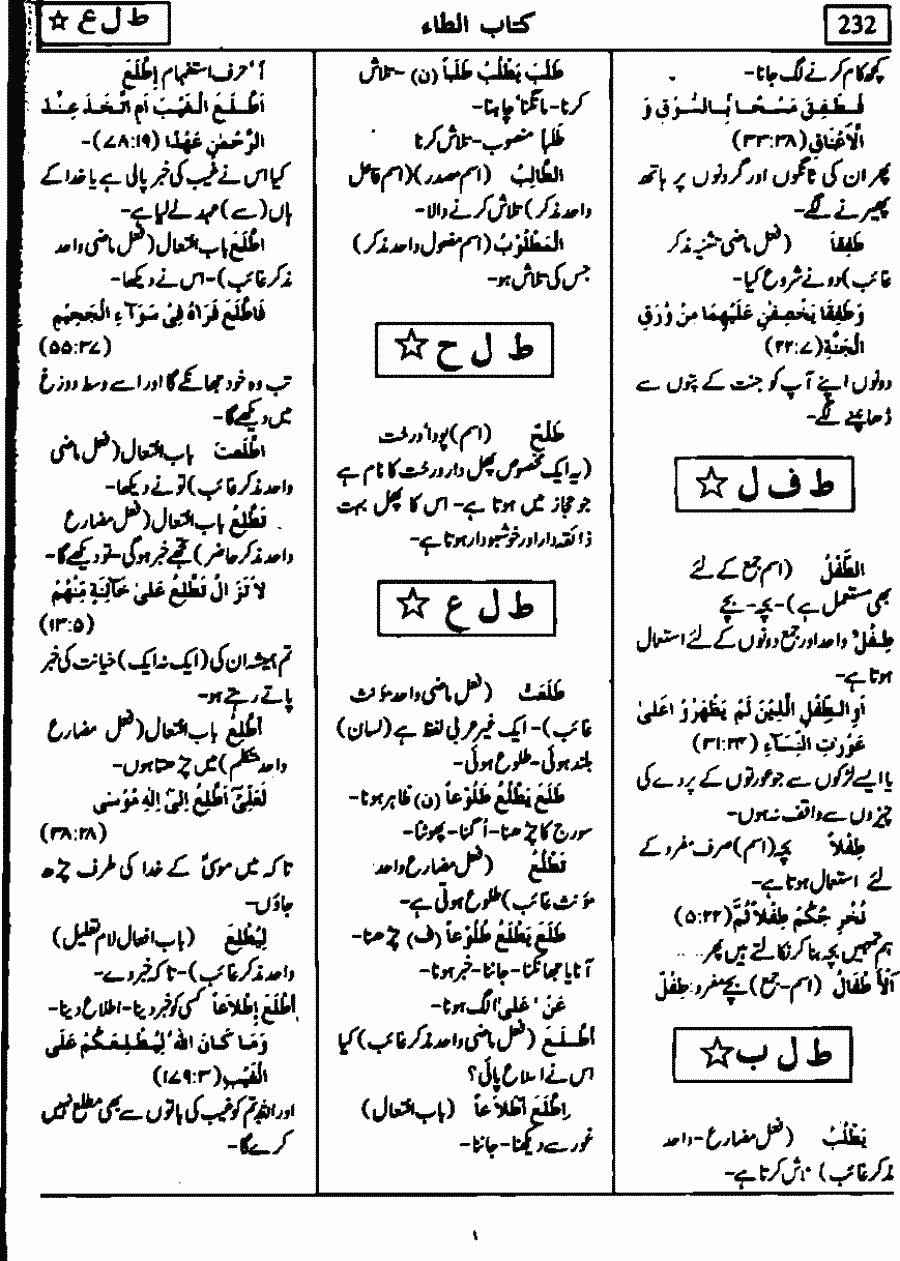 232
كتاب الطاء
ط ل ع ☆
کچھ کام کرنے لگ جانا-
فَطَفِقَ مَسْحًا بِالسُّوْقِ وَ
الْاَعْنَاقِ (۳۳:۳۸)
پھر ان کی ٹانگوں اور گردنوں پر ہاتھ
پھیرنے لگے-
طَفِقَا (فعل ماضی تثنیہ مذکر
غائب) دو نے شروع کیا-
وَطَفِقَا يَخْصِفٰنِ عَلَيْهِمَا مِنْ وَّرَقِ
الْجَنَّةِ (۲۲:۷)
دونوں اپنے آپ کو جنت کے پتوں سے
ڈھاپنے لگے-
ط ف ل ☆
الطِّفْلُ (اسم جمع کے لئے
بھی مستعمل ہے)-بچہ-بچے
طِفْلٌ واحد اور جمع دونوں کے لئے استعمال
ہوتا ہے-
اَوِ الطِّفْلِ الَّذِيْنَ لَمْ يَظْهَرُوْا عَلٰى
عَوْرٰتِ النِّسَآءِ (۳۱:۲۴)
یا ایسے لڑکوں سے جو عورتوں کے پردے کی
چیزوں سے واقف نہ ہوں-
طِفْلاً بچہ (اسم) صرف مفرد کے
لئے استعمال ہوتا ہے-
نُخْرِجُكُمْ طِفْلاً ثُمَّ (۵:۲۲)
ہم تمہیں بچہ بنا کر نکالتے ہیں پھر
اَلْأَطْفَالُ (اسم-جمع) بچے مفرد: طِفْلٌ
ط ل ب ☆
يَطْلُبُ (فعل مضارع-واحد
مذکر غائب) تلاش کرتا ہے-
طَلَبَ يَطْلُبُ طَلَباً (ن)-تلاش
کرنا-مانگنا' چاہنا-
طَلَبا منصوب-تلاش کرنا
الطَّالِبُ (اسم مصدر) (اسم فاعل
واحد مذکر) تلاش کرنے والا-
الْمَطْلُوْبُ (اسم مفعول واحد مذکر)
جس کی تلاش ہو-
ط ل ح ☆
طَلْحٌ (اسم) پودا' درخت
(یہ ایک مخصوص پھل دار درخت کا نام ہے
جو حجاز میں ہوتا ہے- اس کا پھل بہت
ذائقہ دار اور خوشبودار ہوتا ہے-
ط ل ع ☆
طَلَعَتْ (فعل ماضی واحد مؤنث
غائب)-ایک غیر عربی لفظ ہے (لسان)
بلند ہوئی-طلوع ہوئی-
طَلَعَ يَطْلُعُ طُلُوْعاً (ن) ظاہر ہونا-
سورج کا چڑھنا-اُگنا-پھوٹنا-
تَطْلُعُ (فعل مضارع واحد
مؤنث غائب) طلوع ہوتی ہے-
طَلَعَ يَطْلَعُ طُلُوْعاً (ف) چڑھنا-
آنا یا جھانکنا-جاننا-خبر ہونا-
عَنْ' عَلٰى' الگ ہونا-
أَطَّلَعَ (فعل ماضی واحد مذکر غائب) کیا
اس نے اطلاع پائی؟
اِطَّلَعَ اِطِّلاَعاً (باب افتعال)
غور سے دیکھنا-جاننا-
أ' حرف استفہام اِطَّلَعَ
اَطَّلَعَ الْغَيْبَ اَمِ اتَّخَذَ عِنْدَ
الرَّحْمٰنِ عَهْدًا (۷۸:۱۹)-
کیا اس نے غیب کی خبر پالی ہے یا خدا کے
ہاں (سے) عہد لے لیا ہے-
اطَّلَعَ باب افتعال (فعل ماضی واحد
مذکر غائب)-اس نے دیکھا-
فَاطَّلَعَ فَرَاٰهُ فِيْ سَوَآءِ الْجَحِيْمِ
(۵۵:۳۷)
تب وہ خود جھانکے گا اور اسے وسط دوزخ
میں دیکھے گا-
اطَّلَعْتَ باب افتعال (فعل ماضی
واحد مذکر غائب) تو نے دیکھا-
تَطَّلِعُ باب افتعال (فعل مضارع
واحد مذکر حاضر) تجھے خبر ہوگی-تو دیکھے گا-
لَا تَزَالُ تَطَّلِعُ عَلٰى خَآئِنَةٍ مِّنْهُمْ
(۱۳:۵)
تم ہمیشہ ان کی (ایک نہ ایک) خیانت کی خبر
پاتے رہتے ہو-
أَطَّلِعُ باب افتعال (فعل مضارع
واحد متکلم) میں چڑھتا ہوں-
لَعَلِّىْٓ اَطَّلِعُ اِلٰىٓ اِلٰهِ مُوْسٰى
(۳۸:۲۸)
تاکہ میں موسیٰؑ کے خدا کی طرف چڑھ
جاؤں-
لِيُطْلِعَ (باب افعال لام تعلیل)
واحد مذکر غائب)-تاکہ خبر دے-
أَطْلَعَ إِطْلاَعاً کسی کو خبر دینا-اطلاع دینا-
وَمَا كَانَ اللّٰهُ لِيُطْلِعَكُمْ عَلَى
الْغَيْبِ (۱۷۹:۳)
اور اللہ تم کو غیب کی باتوں سے بھی مطلع نہیں
کرے گا-
۱